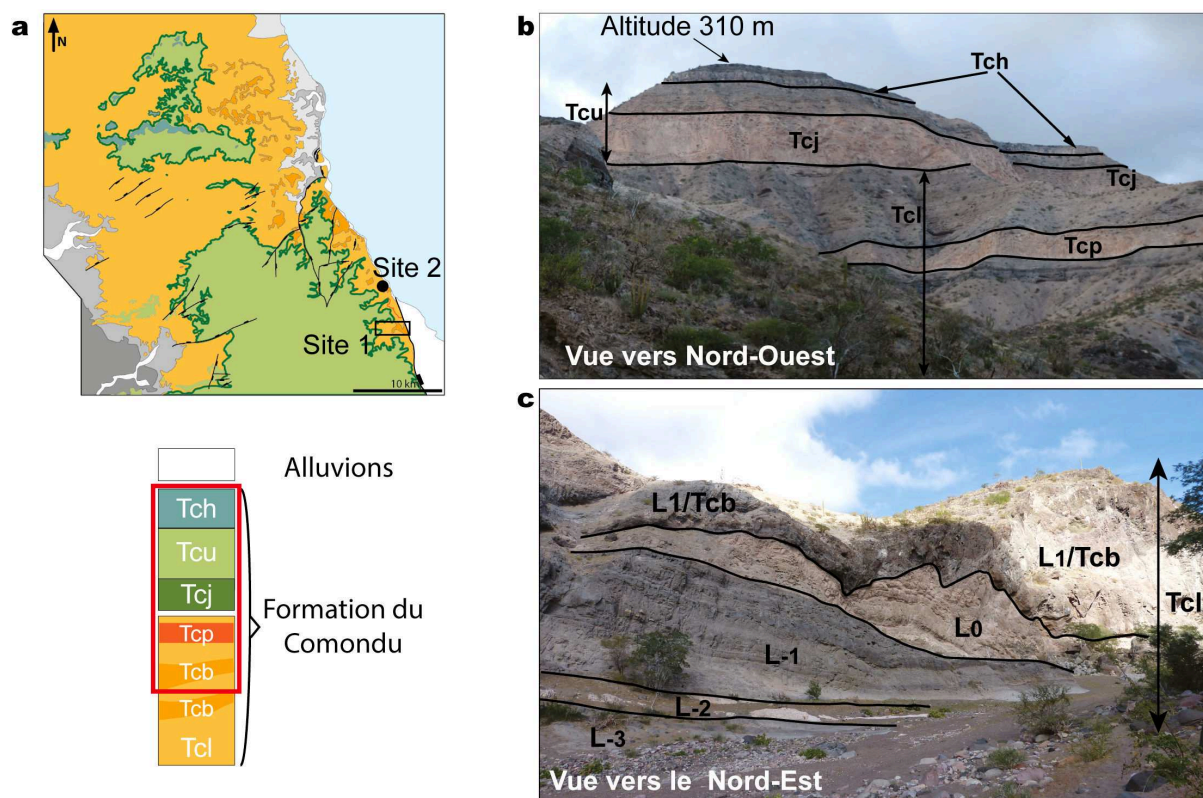 a
N
Site 2
Site 1
10 km
Alluvions
Tch
Tcu
Tcj
Tcp
Tcb
Tcb
Tcl
Formation du
Comondu
b
Altitude 310 m
Tch
Tcu
Tcj
Tcj
Tcl
Tcp
Vue vers Nord-Ouest
c
L1/Tcb
L1/Tcb
Tcl
L0
L-1
L-2
L-3
Vue vers le Nord-Est